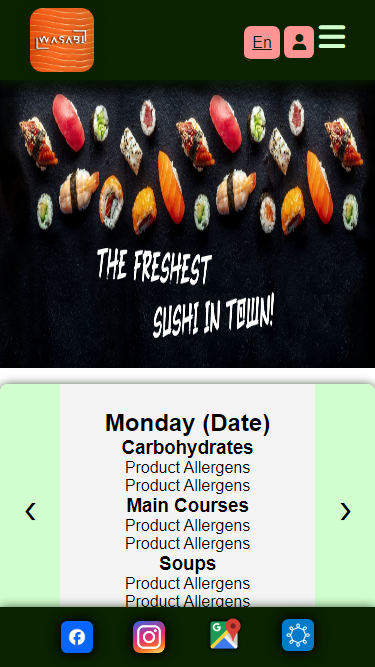 WASABI
En
THE FRESHEST
SUSHI IN T@WN!
Monday (Date)
Carbohydrates
Product Allergens
Product Allergens
Main Courses
Product Allergens
Product Allergens
Soups
Product Allergens
Product Allergens